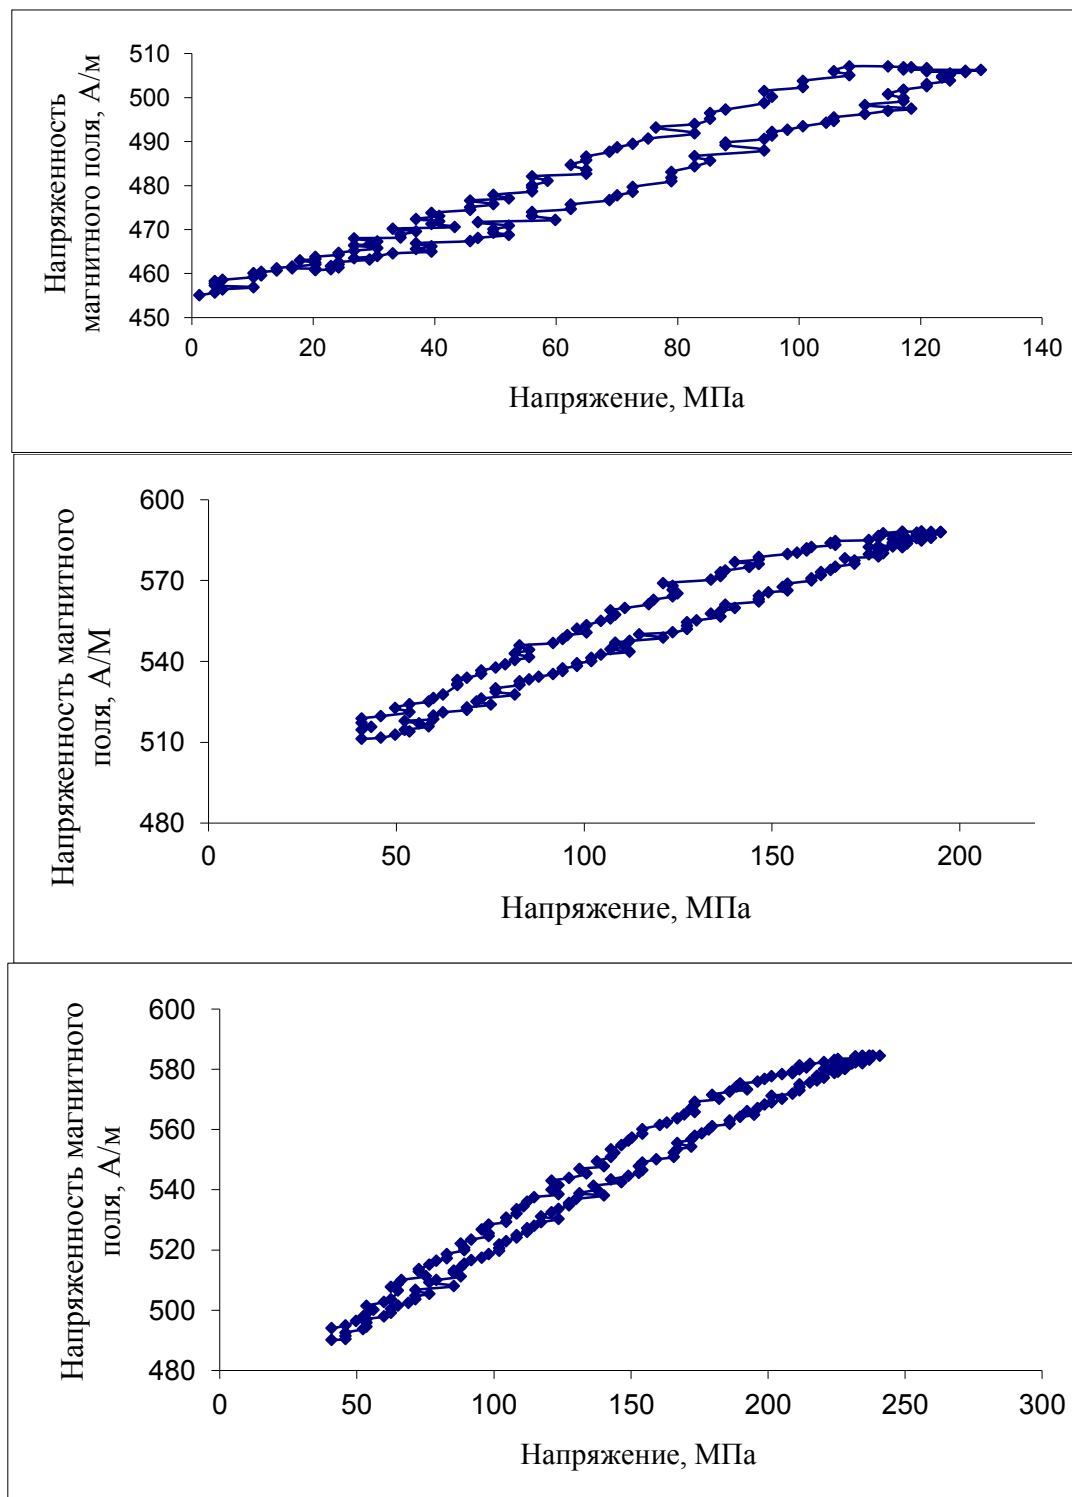 Напряженность
магнитного поля, А/м
510
500
490
480
470
460
450
0 20 40 60 80 100 120 140
Напряжение, МПа
Напряженность магнитного
поля, А/М
600
570
540
510
480
0 50 100 150 200
Напряжение, МПа
Напряженность магнитного
поля, А/м
600
580
560
540
520
500
480
0 50 100 150 200 250 300
Напряжение, МПа